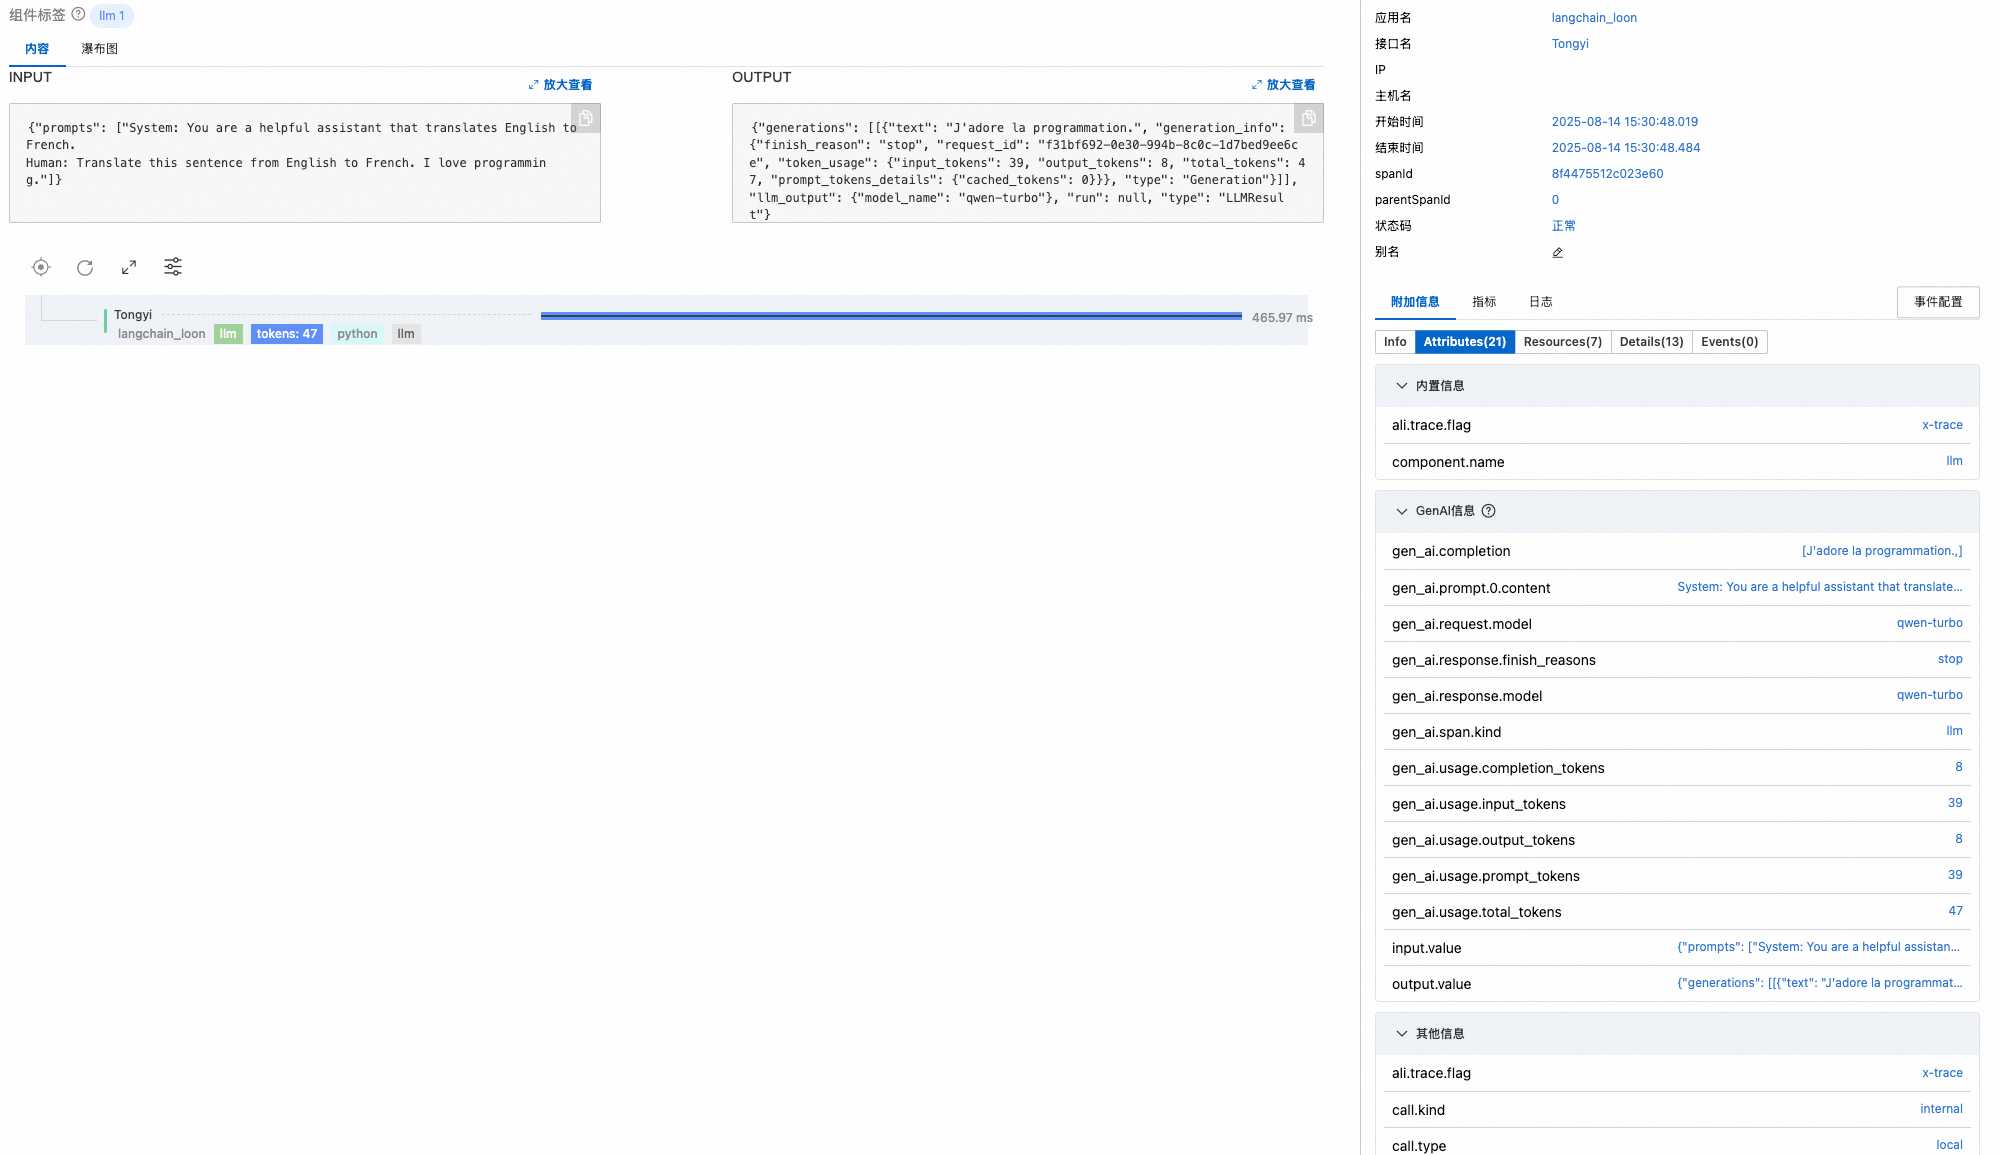 组件标签 llm 1
内容 瀑布图
INPUT
放大查看
{"prompts": ["System: You are a helpful assistant that translates English to
French.
Human: Translate this sentence from English to French. I love programmin
g."]}
OUTPUT
放大查看
{"generations": [[{"text": "J'adore la programmation.", "generation_info":
{"finish_reason": "stop", "request_id": "f31bf692-0e30-994b-8c0c-1d7bed9ee6c
e", "token_usage": {"input_tokens": 39, "output_tokens": 8, "total_tokens": 4
7, "prompt_tokens_details": {"cached_tokens": 0}}}, "type": "Generation"}]],
"llm_output": {"model_name": "qwen-turbo"}, "run": null, "type": "LLMResul
t"}
Tongyi
465.97 ms
langchain_loon llm tokens: 47 python llm
应用名 langchain_loon
接口名 Tongyi
IP
主机名
开始时间 2025-08-14 15:30:48.019
结束时间 2025-08-14 15:30:48.484
spanId 8f4475512c023e60
parentSpanId 0
状态码 正常
别名
附加信息 指标 日志 事件配置
Info Attributes(21) Resources(7) Details(13) Events(0)
内置信息
ali.trace.flag x-trace
component.name llm
GenAI信息
gen_ai.completion [J'adore la programmation.,]
gen_ai.prompt.0.content System: You are a helpful assistant that translate...
gen_ai.request.model qwen-turbo
gen_ai.response.finish_reasons stop
gen_ai.response.model qwen-turbo
gen_ai.span.kind llm
gen_ai.usage.completion_tokens 8
gen_ai.usage.input_tokens 39
gen_ai.usage.output_tokens 8
gen_ai.usage.prompt_tokens 39
gen_ai.usage.total_tokens 47
input.value {"prompts": ["System: You are a helpful assistan...
output.value {"generations": [[{"text": "J'adore la programmat...
其他信息
ali.trace.flag x-trace
call.kind internal
call.type local